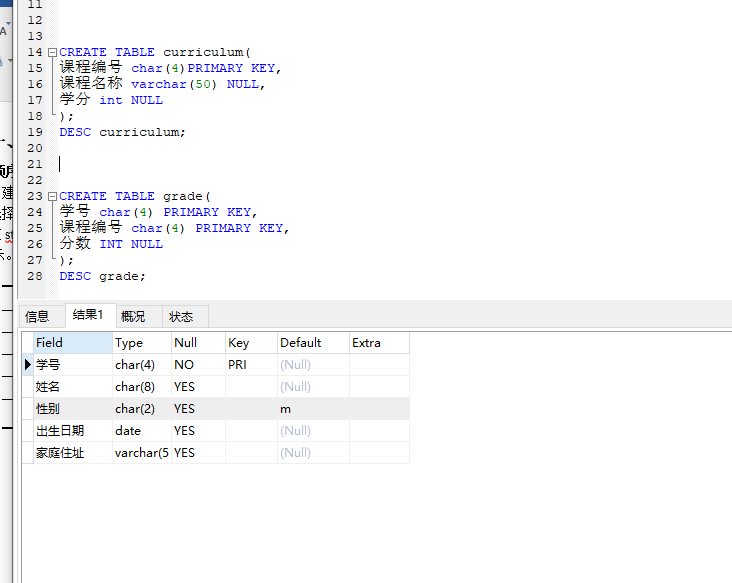 11
12
13
14 CREATE TABLE curriculum(
15 课程编号 char(4)PRIMARY KEY,
16 课程名称 varchar(50) NULL,
17 学分 int NULL
18 );
19 DESC curriculum;
20
21
22
23 CREATE TABLE grade(
24 学号 char(4) PRIMARY KEY,
25 课程编号 char(4) PRIMARY KEY,
26 分数 INT NULL
27 );
28 DESC grade;
信息 结果1 概况 状态
Field Type Null Key Default Extra
学号 char(4) NO PRI (Null)
姓名 char(8) YES (Null)
性别 char(2) YES m
出生日期 date YES (Null)
家庭住址 varchar(5 YES (Null)